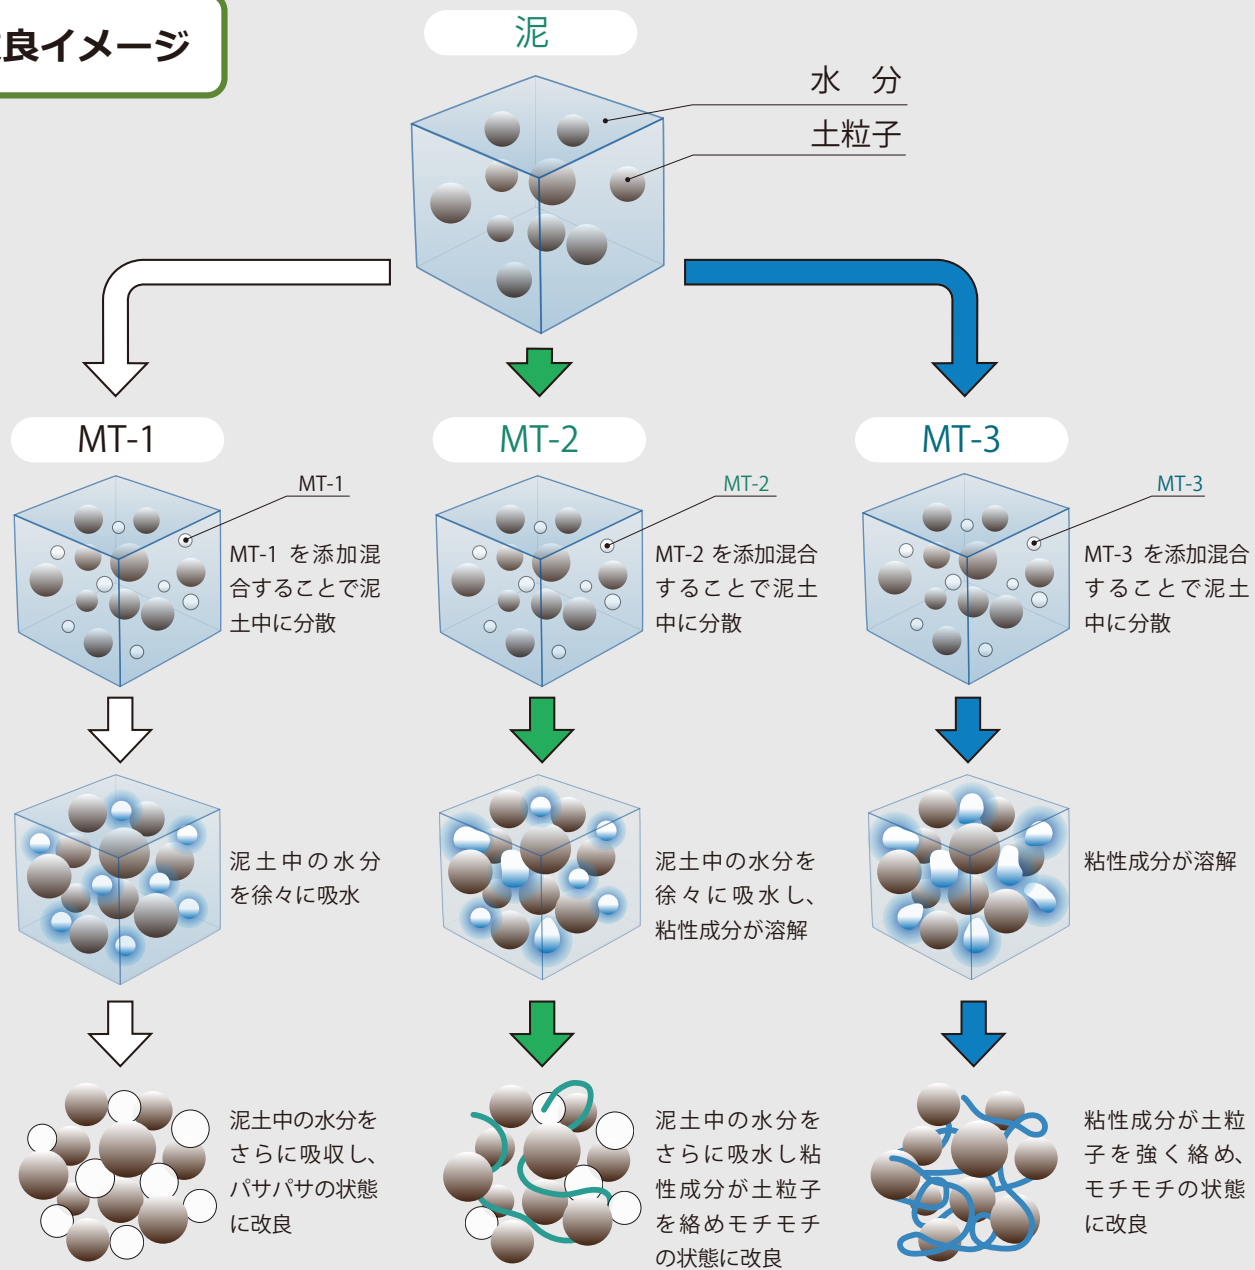 良イメージ
泥
水　分
土粒子
MT-1
MT-2
MT-3
MT-1
MT-1 を添加混
合することで泥
土中に分散
MT-2
MT-2 を添加混合
することで泥土
中に分散
MT-3
MT-3 を添加混合
することで泥土
中に分散
泥土中の水分
を徐々に吸水
泥土中の水分を
徐々に吸水し、
粘性成分が溶解
粘性成分が溶解
泥土中の水分を
さらに吸収し、
パサパサの状態
に改良
泥土中の水分を
さらに吸水し粘
性成分が土粒子
を絡めモチモチ
の状態に改良
粘性成分が土粒
子を強く絡め、
モチモチの状態
に改良